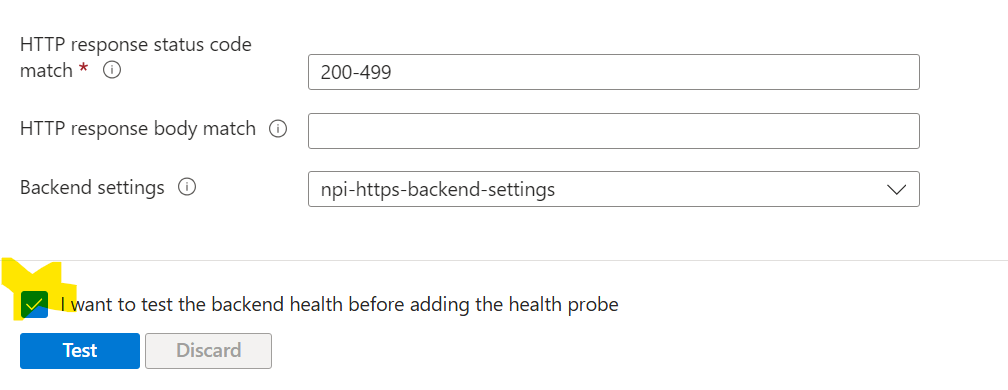 HTTP response status code
match *
200-499
HTTP response body match
Backend settings
npi-https-backend-settings
I want to test the backend health before adding the health probe
Test
Discard